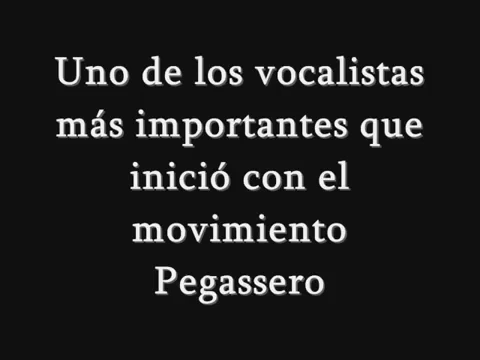 Uno de los vocalistas
más importantes que
inició con el
movimiento
Pegassero